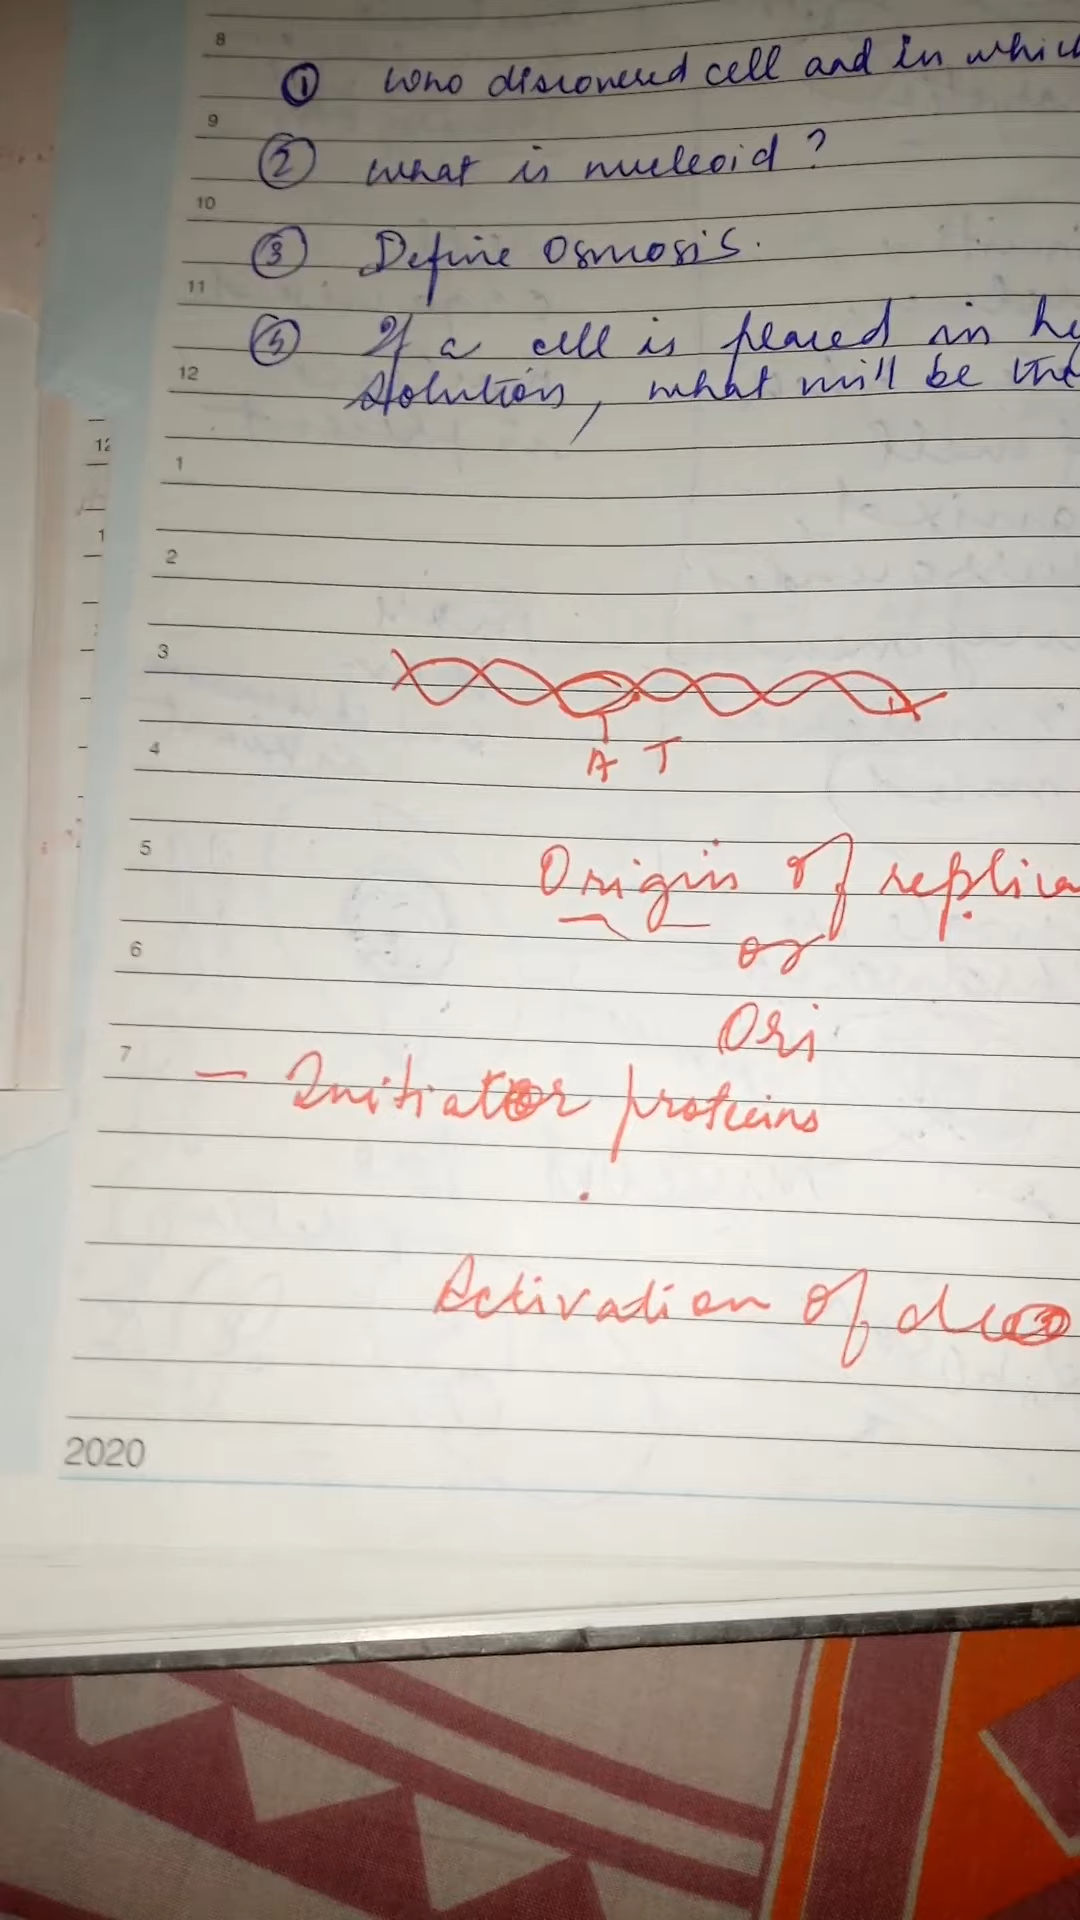 8
① Who discovered cell and in which
9
② What is nucleoid ?
10
③ Define Osmosis.
11
If a cell is placed in hy
12
solution, what will be the
12
1
1
2
3
4
A T
5
Origin of replica
6
or
Ori
7
- Initiator proteins
Activation of
2020